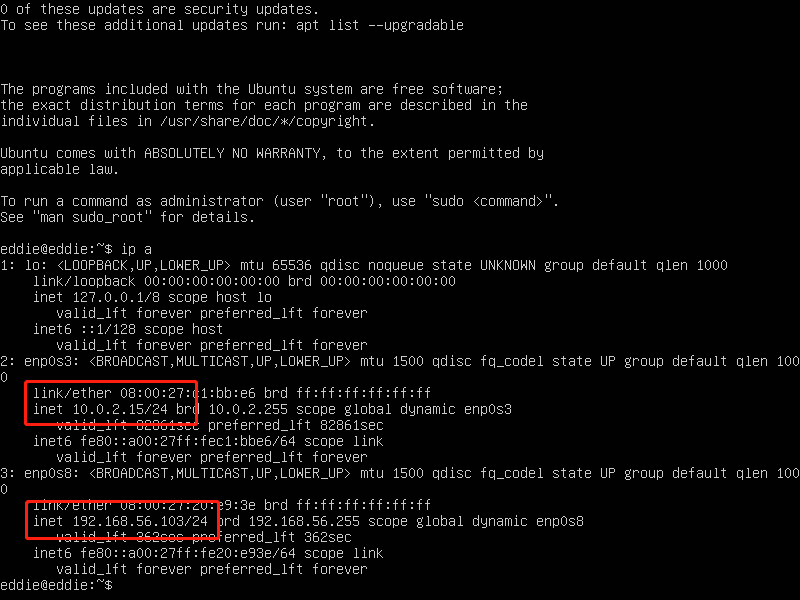 0 of these updates are security updates.
To see these additional updates run: apt list --upgradable
The programs included with the Ubuntu system are free software;
the exact distribution terms for each program are described in the
individual files in /usr/share/doc/*/copyright.
Ubuntu comes with ABSOLUTELY NO WARRANTY, to the extent permitted by
applicable law.
To run a command as administrator (user "root"), use "sudo <command>".
See "man sudo_root" for details.
eddie@eddie:~$ ip a
1: lo: <LOOPBACK,UP,LOWER_UP> mtu 65536 qdisc noqueue state UNKNOWN group default qlen 1000
link/loopback 00:00:00:00:00:00 brd 00:00:00:00:00:00
inet 127.0.0.1/8 scope host lo
valid_lft forever preferred_lft forever
inet6 ::1/128 scope host
valid_lft forever preferred_lft forever
2: enp0s3: <BROADCAST,MULTICAST,UP,LOWER_UP> mtu 1500 qdisc fq_codel state UP group default qlen 100
0
link/ether 08:00:27:c1:bb:e6 brd ff:ff:ff:ff:ff:ff
inet 10.0.2.15/24 brd 10.0.2.255 scope global dynamic enp0s3
valid_lft 82861sec preferred_lft 82861sec
inet6 fe80::a00:27ff:fec1:bbe6/64 scope link
valid_lft forever preferred_lft forever
3: enp0s8: <BROADCAST,MULTICAST,UP,LOWER_UP> mtu 1500 qdisc fq_codel state UP group default qlen 100
0
link/ether 08:00:27:20:e9:3e brd ff:ff:ff:ff:ff:ff
inet 192.168.56.103/24 brd 192.168.56.255 scope global dynamic enp0s8
valid_lft 362sec preferred_lft 362sec
inet6 fe80::a00:27ff:fe20:e93e/64 scope link
valid_lft forever preferred_lft forever
eddie@eddie:~$